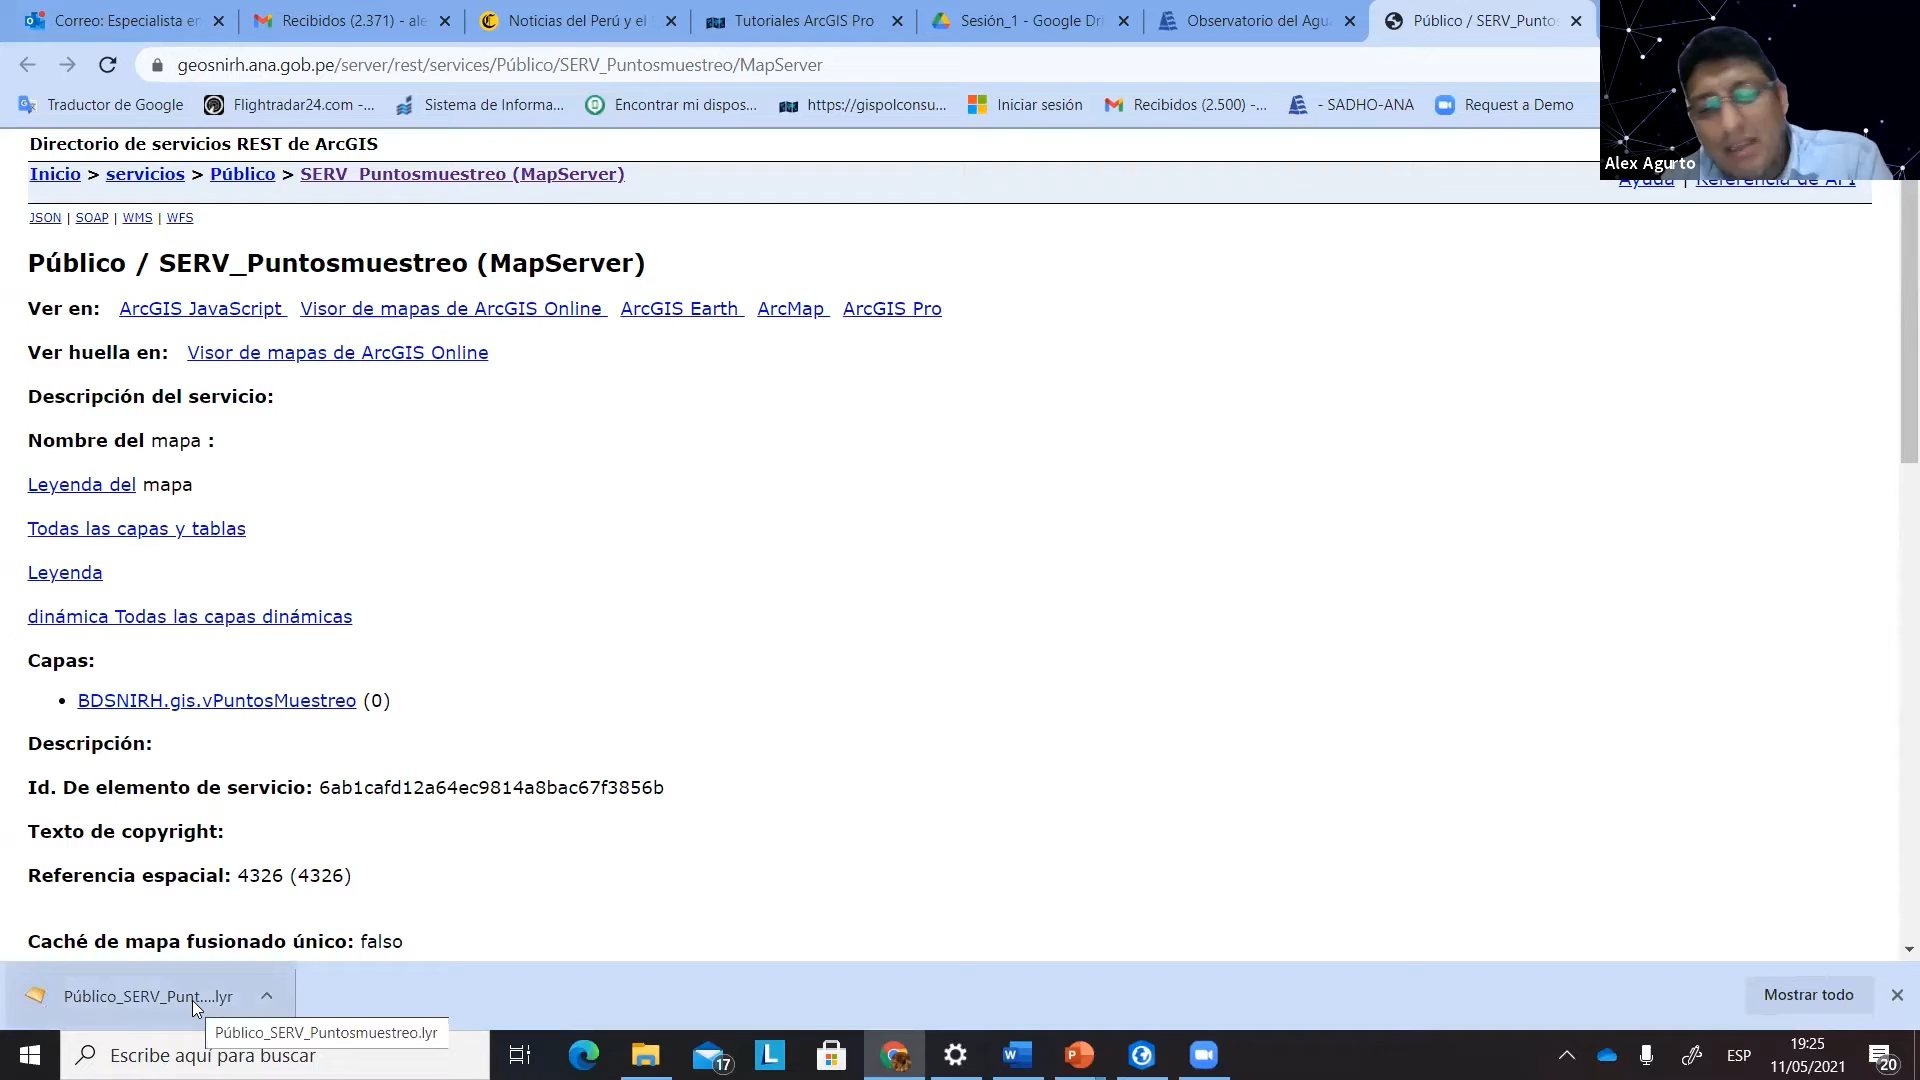 Correo: Especialista en
Recibidos (2.371) - ale
Noticias del Perú y el
Tutoriales ArcGIS Pro
Sesión_1 - Google Dri
Observatorio del Agu
Público / SERV_Puntos
geosnirh.ana.gob.pe/server/rest/services/Público/SERV_Puntosmuestreo/MapServer
Traductor de Google
Flightradar24.com -...
Sistema de Informa...
Encontrar mi dispos...
https://gispolconsu...
Iniciar sesión
Recibidos (2.500) -...
- SADHO-ANA
Request a Demo
Alex Agurto
Directorio de servicios REST de ArcGIS
Inicio > servicios > Público > SERV_Puntosmuestreo (MapServer)
Ayuda | Referencia de API
JSON | SOAP | WMS | WFS
Público / SERV_Puntosmuestreo (MapServer)
Ver en: ArcGIS JavaScript Visor de mapas de ArcGIS Online ArcGIS Earth ArcMap ArcGIS Pro
Ver huella en: Visor de mapas de ArcGIS Online
Descripción del servicio:
Nombre del mapa :
Leyenda del mapa
Todas las capas y tablas
Leyenda
dinámica Todas las capas dinámicas
Capas:
• BDSNIRH.gis.vPuntosMuestreo (0)
Descripción:
Id. De elemento de servicio: 6ab1cafd12a64ec9814a8bac67f3856b
Texto de copyright:
Referencia espacial: 4326 (4326)
Caché de mapa fusionado único: falso
Público_SERV_Punt....lyr
Mostrar todo
Público_SERV_Puntosmuestreo.lyr
Escribe aquí para buscar
17
ESP
19:25
11/05/2021
20